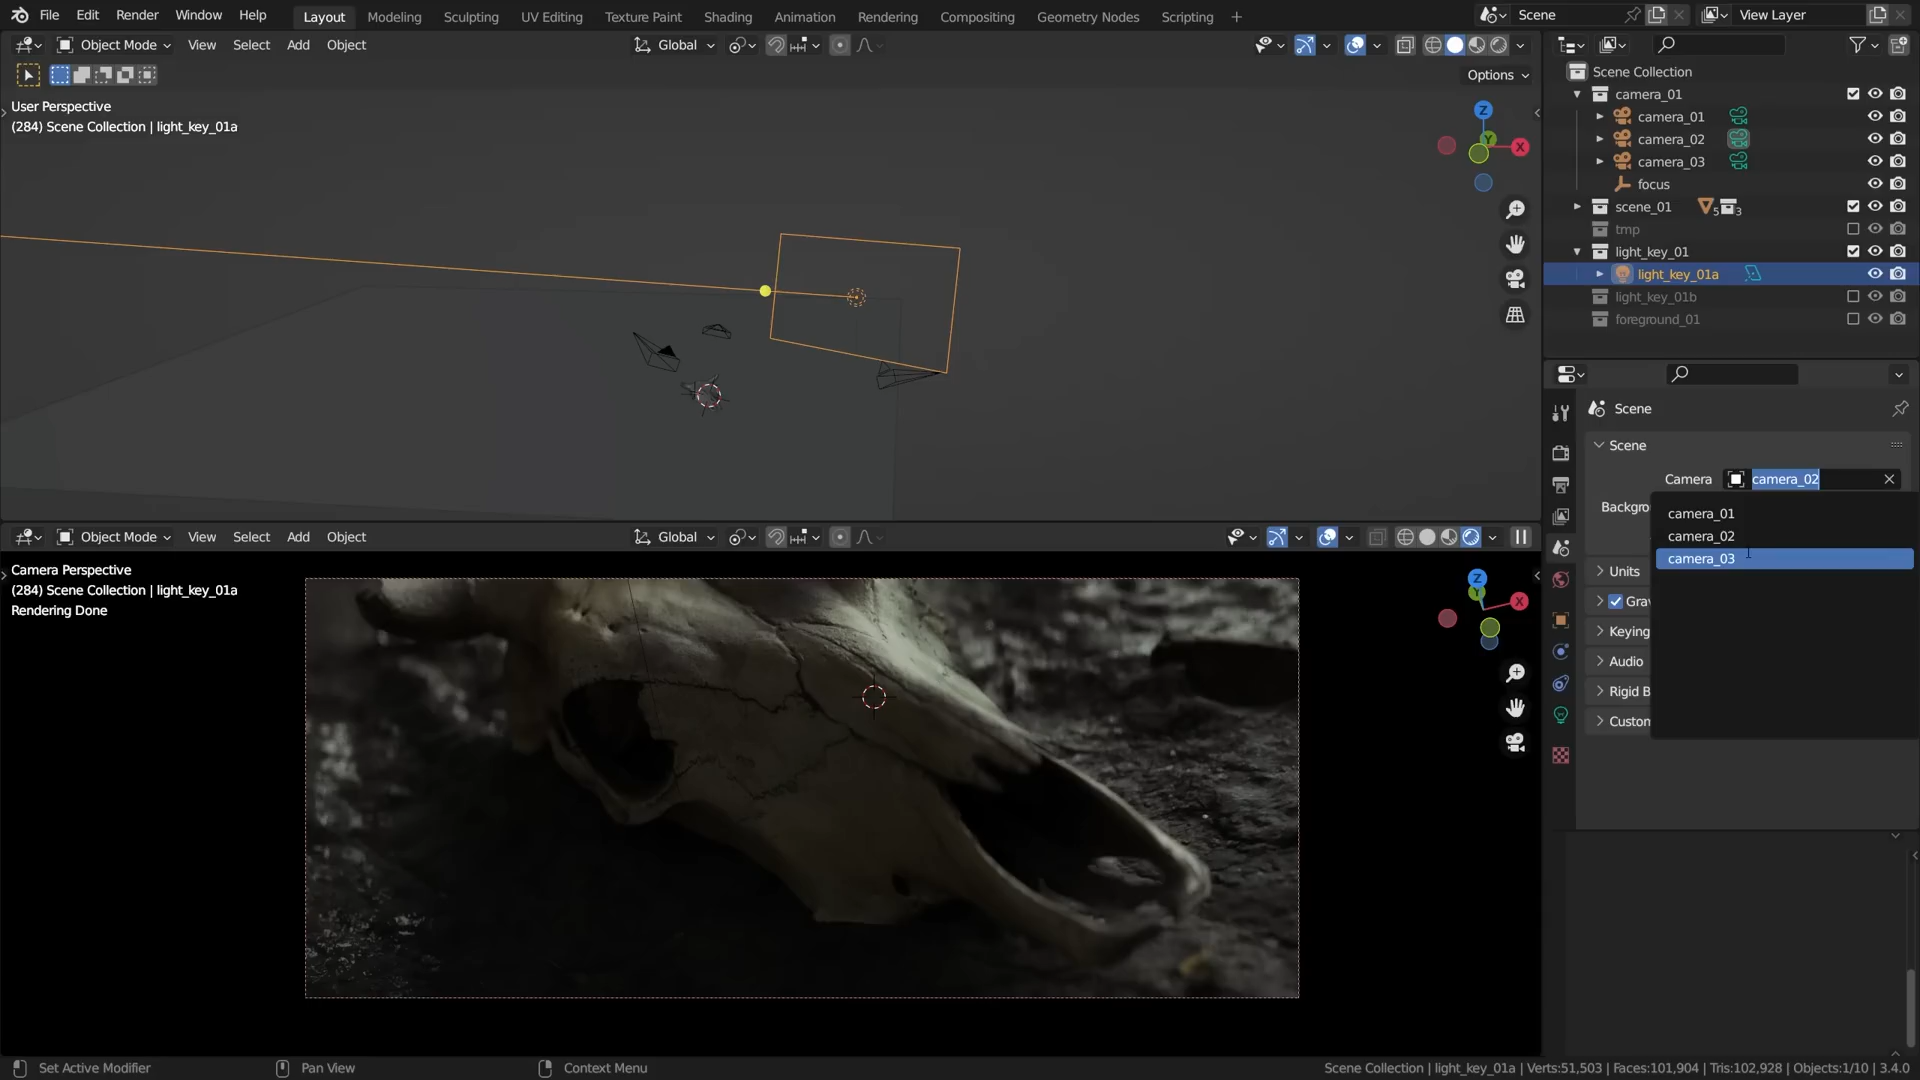 File Edit Render Window Help Layout Modeling Sculpting UV Editing Texture Paint Shading Animation Rendering Compositing Geometry Nodes Scripting + Scene View Layer
Object Mode View Select Add Object Global
Options
User Perspective
(284) Scene Collection | light_key_01a
Z
Y
X
Scene Collection
camera_01
camera_01
camera_02
camera_03
focus
scene_01 5 3
tmp
light_key_01
light_key_01a
light_key_01b
foreground_01
Scene
Scene
Camera camera_02
Backgro
camera_01
camera_02
camera_03
Units
Grav
Keying
Audio
Rigid B
Custon
Object Mode View Select Add Object Global
Camera Perspective
(284) Scene Collection | light_key_01a
Rendering Done
Z
Y
X
Set Active Modifier Pan View Context Menu Scene Collection | light_key_01a | Verts:51,503 | Faces:101,904 | Tris:102,928 | Objects:1/10 | 3.4.0